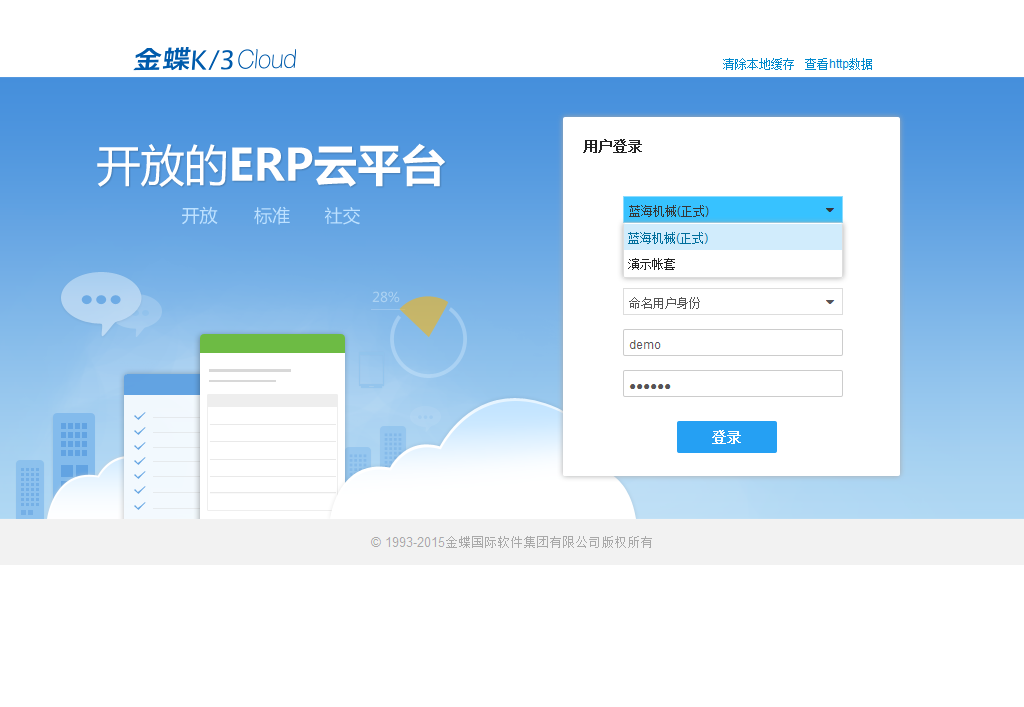 金蝶K/3 Cloud
清除本地缓存 查看http数据
开放的ERP云平台
开放 标准 社交
28%
用户登录
蓝海机械(正式)
蓝海机械(正式)
演示帐套
命名用户身份
demo
••••••
登录
© 1993-2015金蝶国际软件集团有限公司版权所有